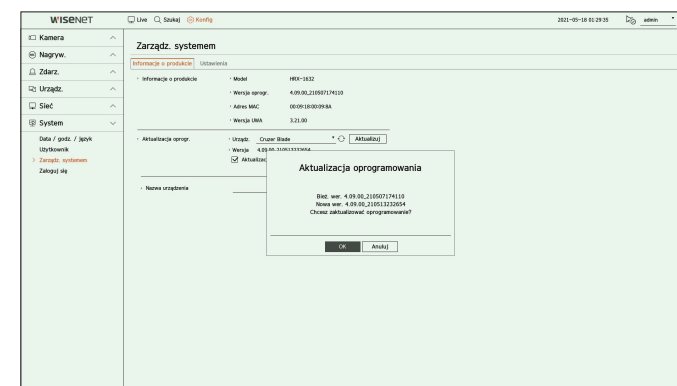 WISENET
Live Szukaj Konfig 2021-05-18 01:29:35 admin
Kamera
Nagryw.
Zdarz.
Urządz.
Sieć
System
Data / godz. / język
Użytkownik
Zarządz. systemem
Zaloguj się
Zarządz. systemem
Informacje o produkcie Ustawienia
Informacje o produkcie
Model HRX-1632
Wersja oprogr. 4.09.00_210507174110
Adres MAC 00:09:18:00:09:8A
Wersja UWA 3.21.00
Aktualizacja oprogr.
Urządz. Cruzer Blade Aktualizuj
Wersja 4.09.00_210513232654
Nazwa urządzenia
Aktualizacja oprogramowania
Bież. wer. 4.09.00_210507174110
Nowa wer. 4.09.00_210513232654
Chcesz zaktualizować oprogramowanie?
OK Anuluj